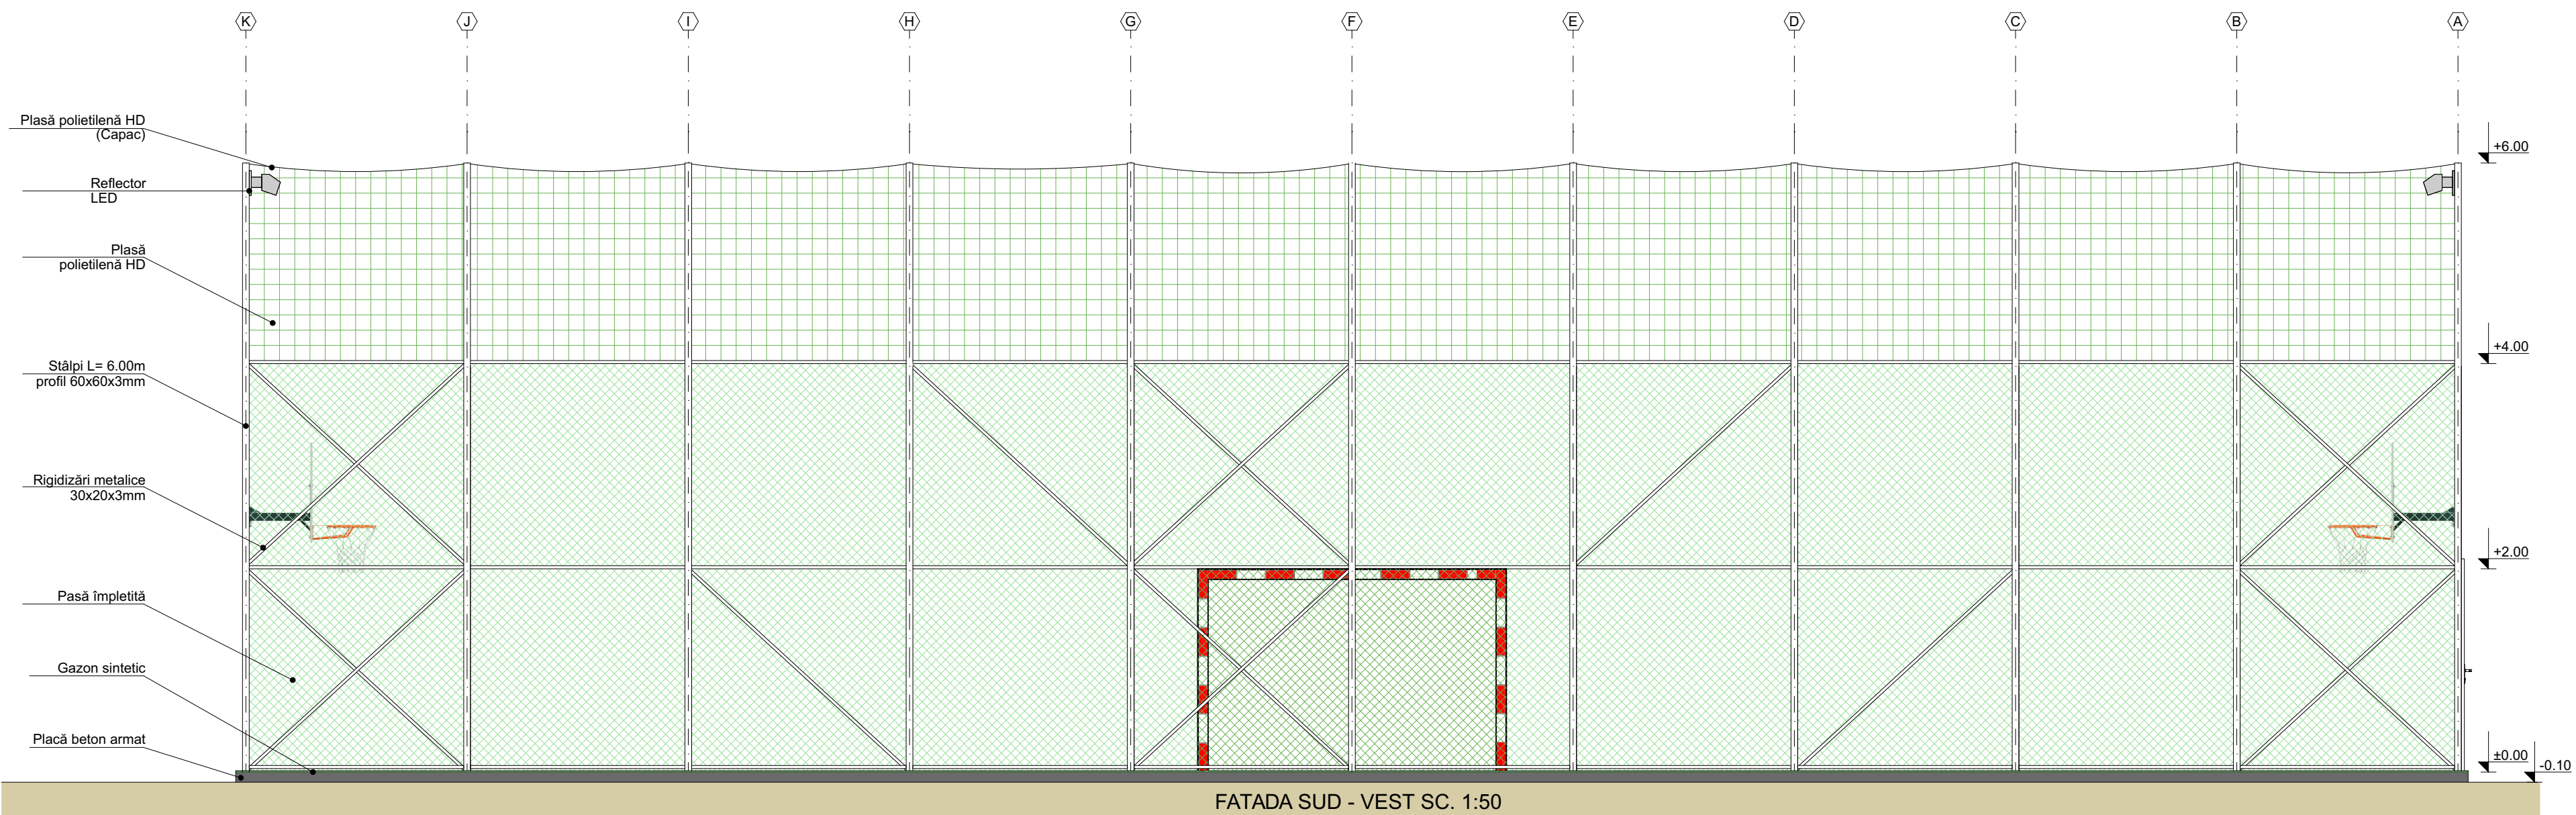 K J I H G F E D C B A
Plasă polietilenă HD
(Capac)
+6.00
Reflector
LED
Plasă
polietilenă HD
+4.00
Stâlpi L= 6.00m
profil 60x60x3mm
Rigidizări metalice
30x20x3mm
+2.00
Pasă împletită
Gazon sintetic
Placă beton armat
±0.00
-0.10
FATADA SUD - VEST SC. 1:50